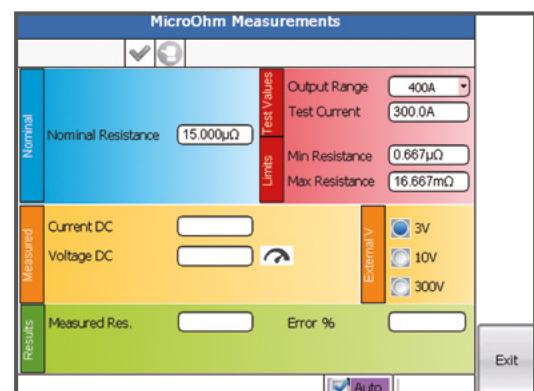 MicroOhm Measurements
Nominal
Nominal Resistance 15.000μΩ
Test Values
Output Range 400A
Test Current 300.0A
Limits
Min Resistance 0.667μΩ
Max Resistance 16.667mΩ
Measured
Current DC
Voltage DC
External V
3V
10V
300V
Results
Measured Res. Error %
Auto
Exit